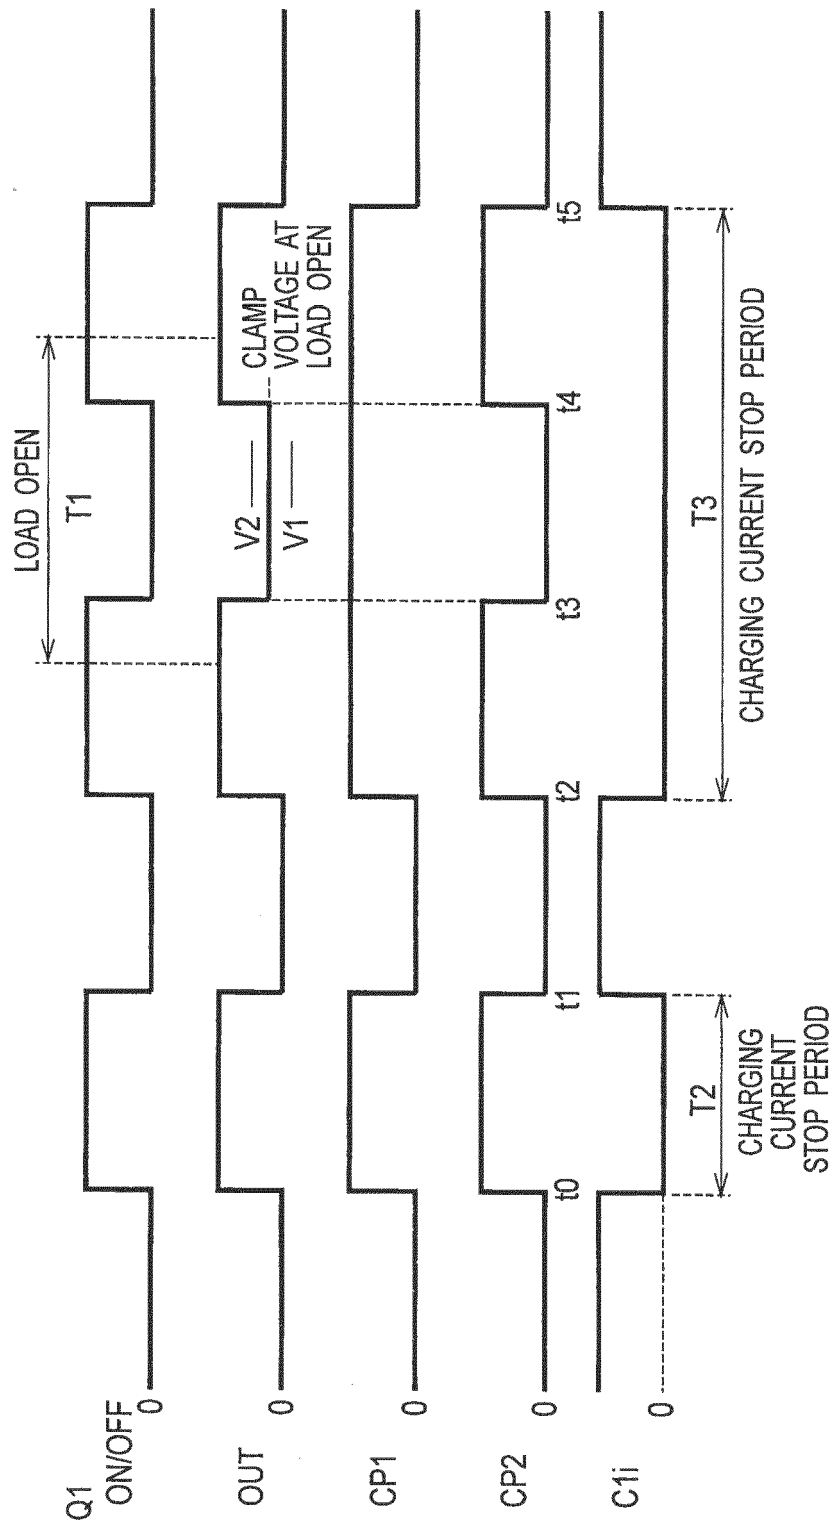 LOAD OPEN
T1
Q1
ON/OFF
0
OUT
0
V2
V1
CLAMP
VOLTAGE AT
LOAD OPEN
CP1
0
CP2
0
t0
t1
t2
t3
t4
t5
C1i
0
T2
CHARGING
CURRENT
STOP PERIOD
T3
CHARGING CURRENT STOP PERIOD